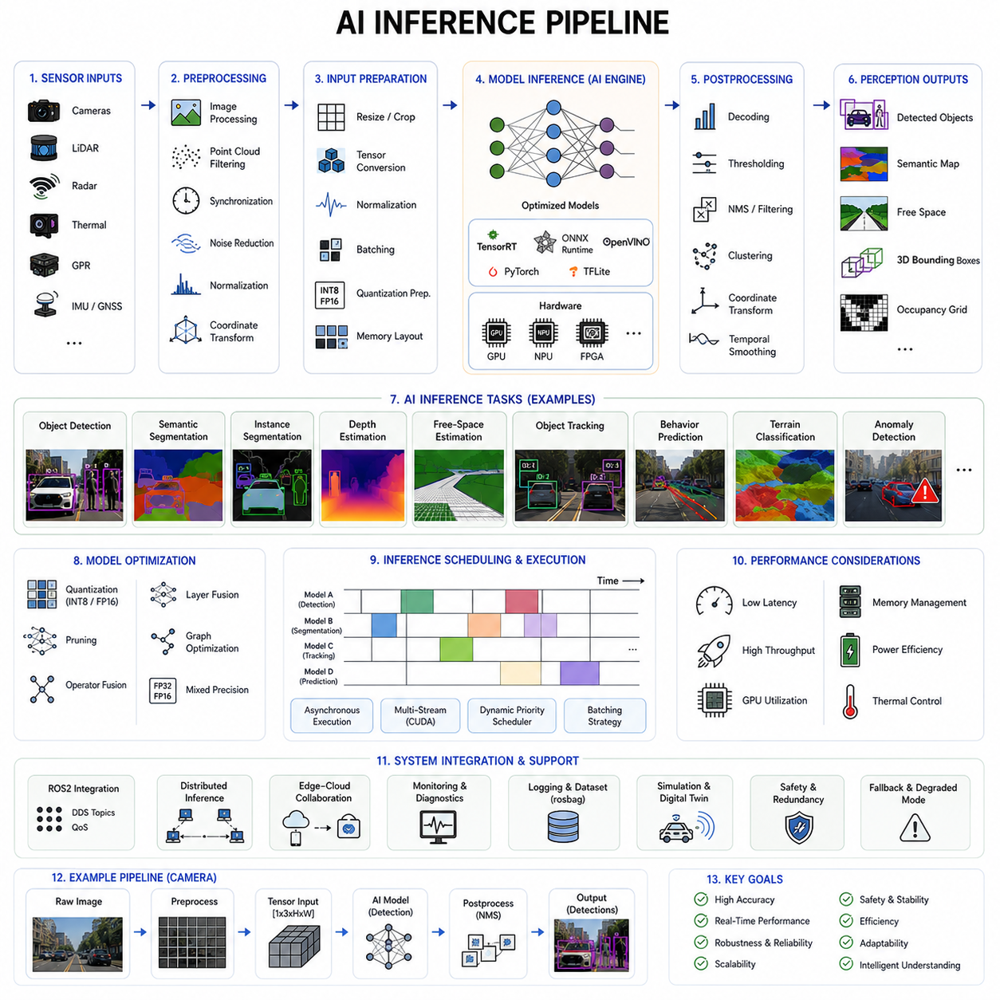 AI INFERENCE PIPELINE
1. SENSOR INPUTS
Cameras
LiDAR
Radar
Thermal
GPR
IMU / GNSS
...
2. PREPROCESSING
Image
Processing
Point Cloud
Filtering
Synchronization
Noise Reduction
Normalization
Coordinate
Transform
3. INPUT PREPARATION
Resize / Crop
Tensor
Conversion
Normalization
Batching
INT8
FP16
Quantization Prep.
Memory Layout
4. MODEL INFERENCE (AI ENGINE)
Optimized Models
TensorRT
ONNX
Runtime
OpenVINO
PyTorch
TFLite
Hardware
GPU
NPU
GPU
NPU
FPGA
...
5. POSTPROCESSING
Decoding
Thresholding
NMS / Filtering
Clustering
Coordinate
Transform
Temporal
Smoothing
6. PERCEPTION OUTPUTS
Detected Objects
Semantic Map
Free Space
3D Bounding Boxes
Occupancy Grid
...
7. AI INFERENCE TASKS (EXAMPLES)
Object Detection
Semantic
Segmentation
Instance
Segmentation
Depth
Estimation
Free-Space
Estimation
Object Tracking
Behavior
Prediction
Terrain
Classification
Anomaly
Detection
...
8. MODEL OPTIMIZATION
Quantization
(INT8 / FP16)
Pruning
Operator Fusion
Layer Fusion
Graph
Optimization
FP32
FP16
Mixed Precision
9. INFERENCE SCHEDULING & EXECUTION
Time
Model A
(Detection)
Model B
(Segmentation)
Model C
(Tracking)
...
Model D
(Prediction)
Asynchronous
Execution
Multi-Stream
(CUDA)
Dynamic Priority
Scheduler
Batching
Strategy
10. PERFORMANCE CONSIDERATIONS
Low Latency
High Throughput
GPU Utilization
Memory Management
Power Efficiency
Thermal Control
11. SYSTEM INTEGRATION & SUPPORT
ROS2 Integration
DDS Topics
QoS
Distributed
Inference
Edge-Cloud
Collaboration
Monitoring &
Diagnostics
Logging & Dataset
(rosbag)
Simulation &
Digital Twin
Safety &
Redundancy
Fallback & Degraded
Mode
12. EXAMPLE PIPELINE (CAMERA)
Raw Image
Preprocess
Tensor Input
[1x3xHxW]
AI Model
(Detection)
Postprocess
(NMS)
Output
(Detections)
13. KEY GOALS
High Accuracy
Real-Time Performance
Robustness & Reliability
Scalability
Safety & Stability
Efficiency
Adaptability
Intelligent Understanding